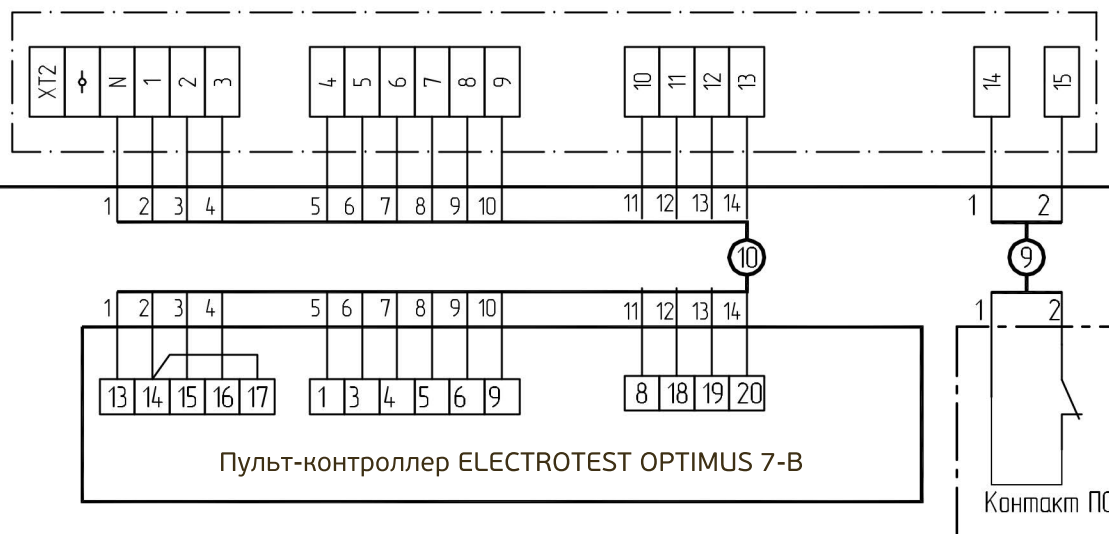 XT2 N 1 2 3 4 5 6 7 8 9 10 11 12 13 14 15
1 2 3 4 5 6 7 8 9 10 11 12 13 14 1 2
10 9
1 2 3 4 5 6 7 8 9 10 11 12 13 14 1 2
13 14 15 16 17 1 3 4 5 6 9 8 18 19 20
Пульт-контроллер ELECTROTEST OPTIMUS 7-B
Контакт ПО